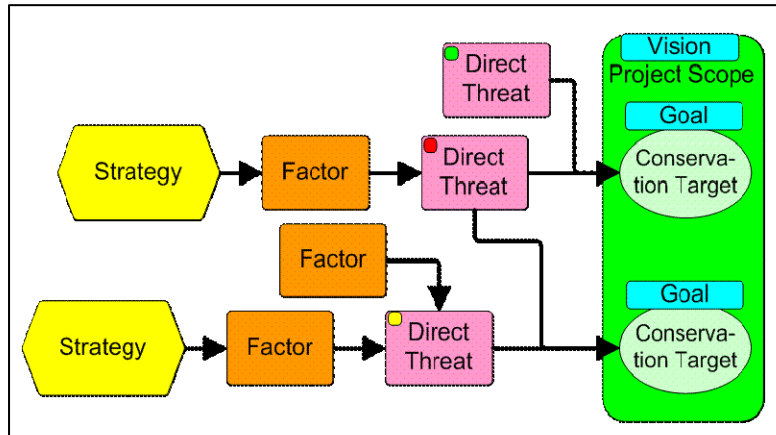 Vision
Project Scope
Direct
Threat
Goal
Conserva-
tion Target
Strategy
Factor
Direct
Threat
Factor
Goal
Strategy
Factor
Direct
Threat
Conserva-
tion Target